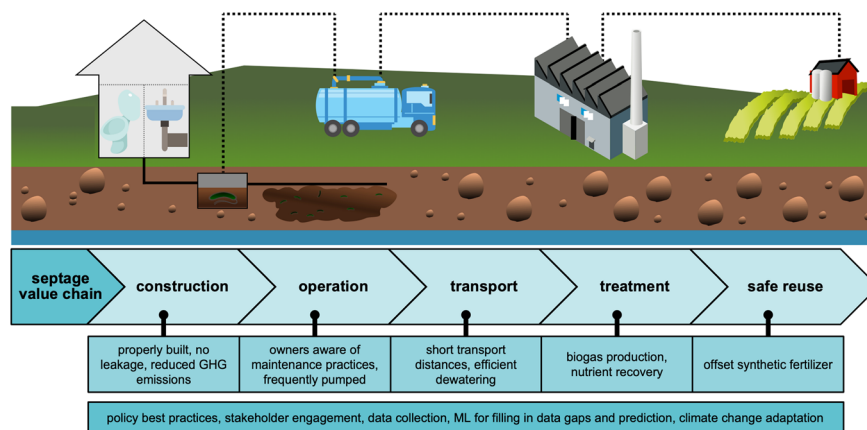 septage
value chain
construction
operation
transport
treatment
safe reuse
properly built, no
leakage, reduced GHG
emissions
owners aware of
maintenance practices,
frequently pumped
short transport
distances, efficient
dewatering
biogas production,
nutrient recovery
offset synthetic fertilizer
policy best practices, stakeholder engagement, data collection, ML for filling in data gaps and prediction, climate change adaptation